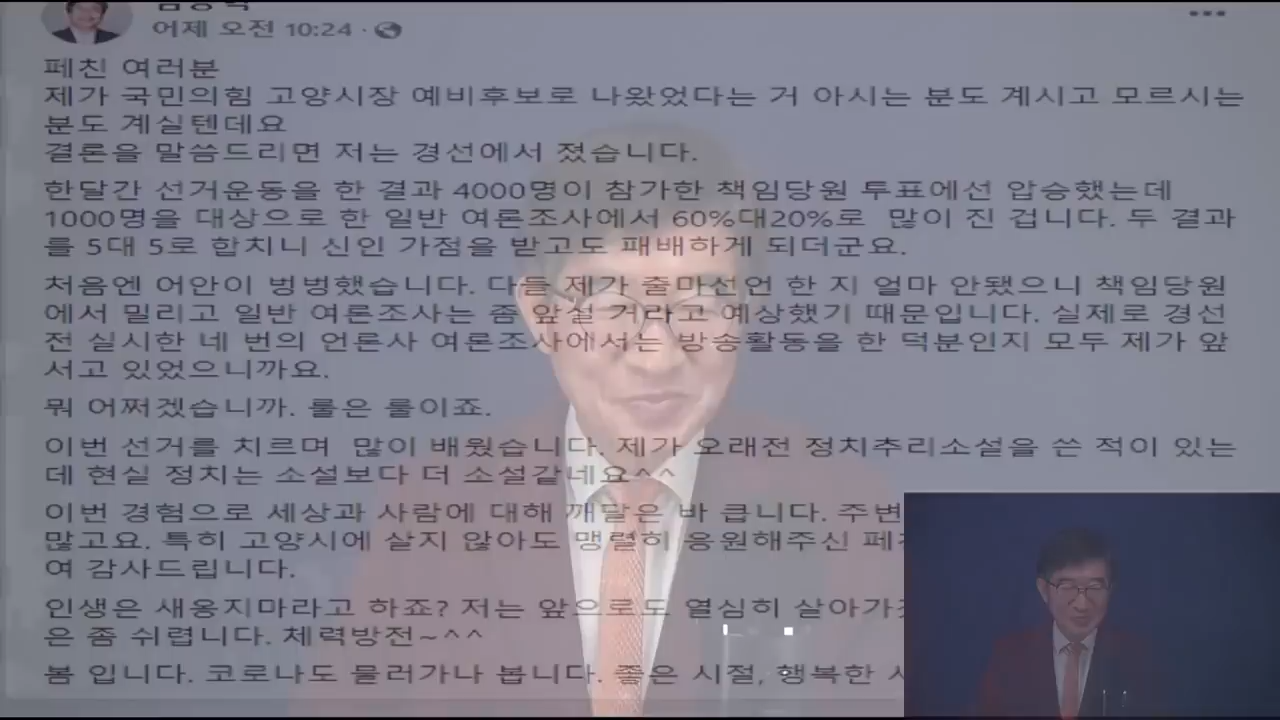 어제 오전 10:24 ·
페친 여러분
제가 국민의힘 고양시장 예비후보로 나왔었다는 거 아시는 분도 계시고 모르시는
분도 계실텐데요
결론을 말씀드리면 저는 경선에서 졌습니다.
한달간 선거운동을 한 결과 4000명이 참가한 책임당원 투표에선 압승했는데
1000명을 대상으로 한 일반 여론조사에서 60%대20%로 많이 진 겁니다. 두 결과
를 5대 5로 합치니 신인 가점을 받고도 패배하게 되더군요.
처음엔 어안이 벙벙했습니다. 다들 제가 출마선언 한 지 얼마 안됐으니 책임당원
에서 밀리고 일반 여론조사는 좀 앞설 거라고 예상했기 때문입니다. 실제로 경선
전 실시한 네 번의 언론사 여론조사에서는 방송활동을 한 덕분인지 모두 제가 앞
서고 있었으니까요.
뭐 어쩌겠습니까. 룰은 룰이죠.
이번 선거를 치르며 많이 배웠습니다. 제가 오래전 정치추리소설을 쓴 적이 있는
데 현실 정치는 소설보다 더 소설같네요^^
이번 경험으로 세상과 사람에 대해 깨달은 바 큽니다. 주변
많고요. 특히 고양시에 살지 않아도 맹렬히 응원해주신
여 감사드립니다.
인생은 새옹지마라고 하죠? 저는 앞으로도 열심히
은 좀 쉬렵니다. 체력방전~^^
봄 입니다. 코로나도 물러가나 봅니다. 좋은 시절, 행복한